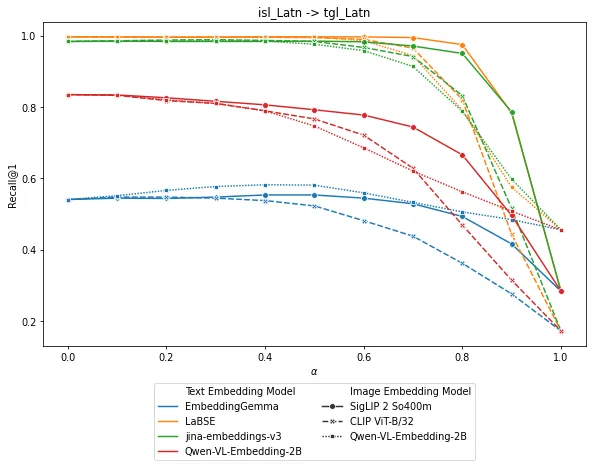 isl_Latn -> tgl_Latn
Recall@1
1.0
0.8
0.6
0.4
0.2
0.0 0.2 0.4 0.6 0.8 1.0
α
Text Embedding Model
EmbeddingGemma
LaBSE
jina-embeddings-v3
Qwen-VL-Embedding-2B
Image Embedding Model
SigLIP 2 So400m
CLIP ViT-B/32
Qwen-VL-Embedding-2B